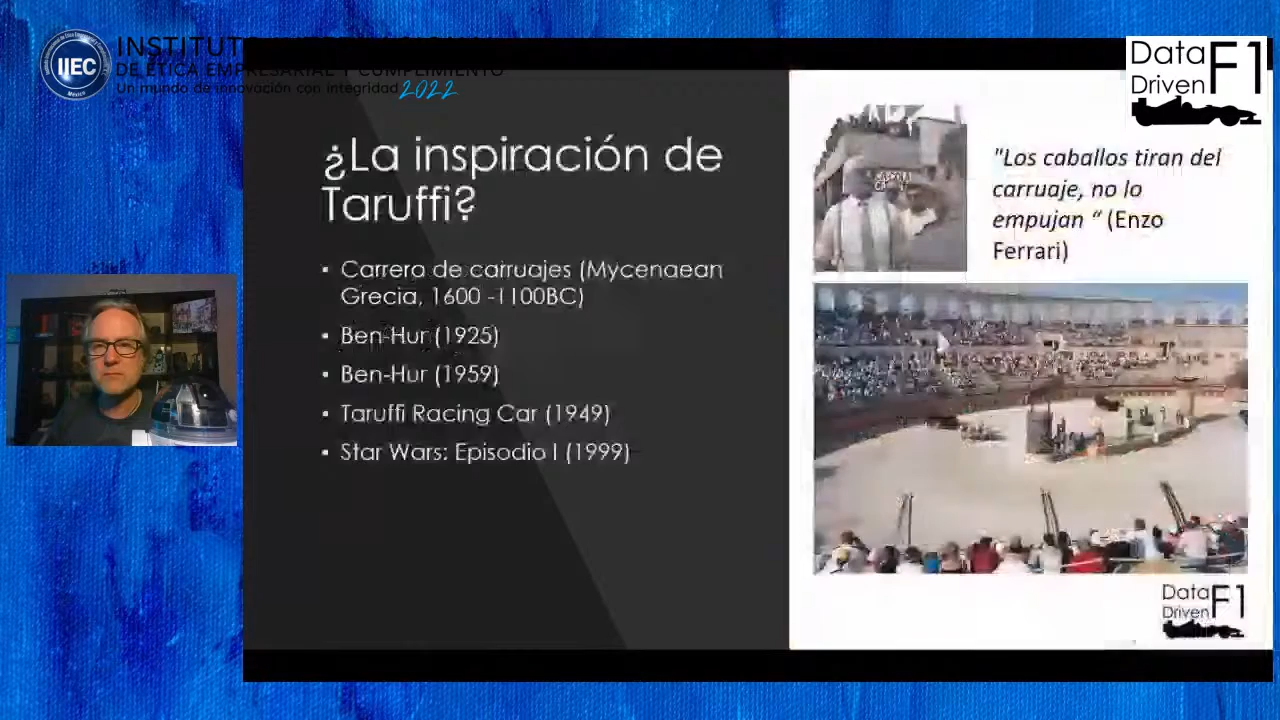 IIEC
México
INSTITUT
DE ÉTICA EMPRESARIAL Y CUMPLIMIENTO
Un mundo de innovación con integridad 2022
Data
Driven F1
¿La inspiración de
Taruffi?
▪ Carrera de carruajes (Mycenaean
Grecia, 1600 -1100BC)
▪ Ben-Hur (1925)
▪ Ben-Hur (1959)
▪ Taruffi Racing Car (1949)
▪ Star Wars: Episodio I (1999)
"Los caballos tiran del
carruaje, no lo
empujan “ (Enzo
Ferrari)
Data
Driven F1